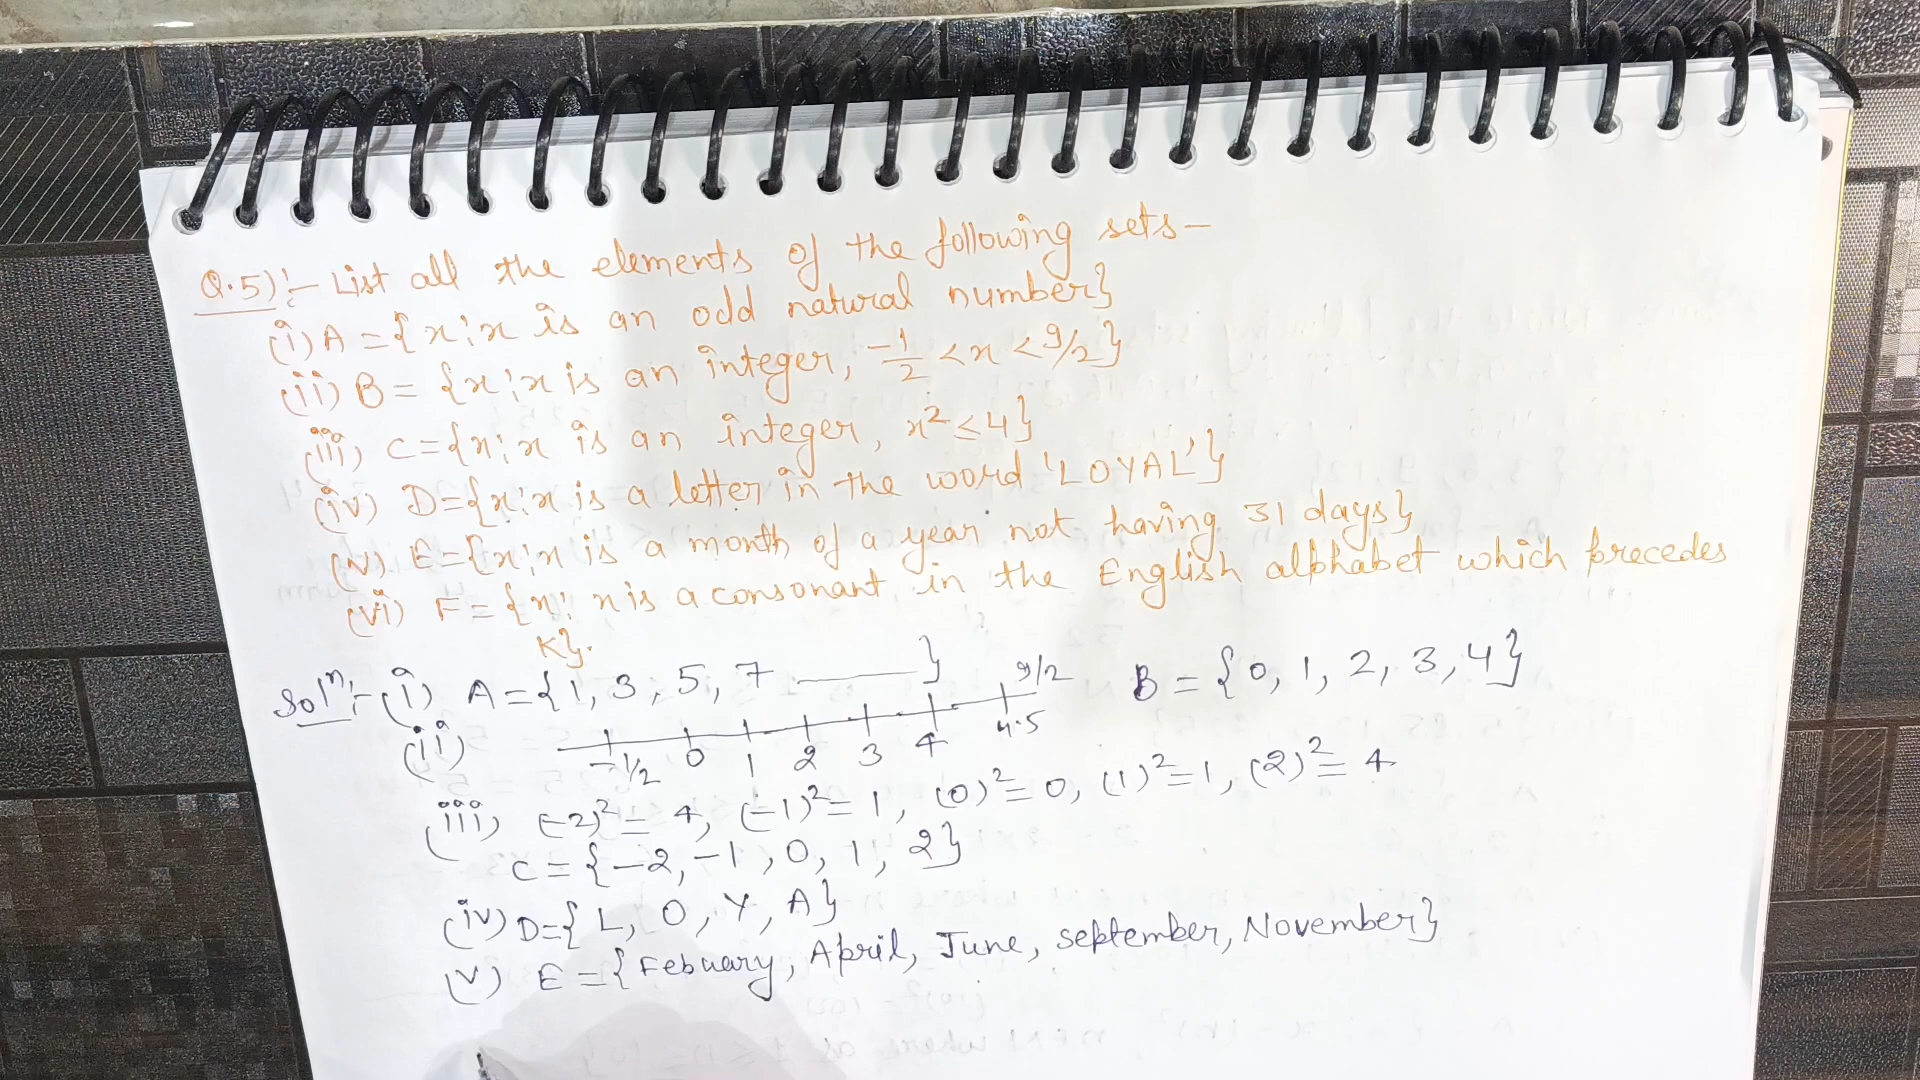 Q.5):- List all the elements of the following sets-
(i) A = {x:x is an odd natural number}
(ii) B = {x:x is an integer, -1/2 < x < 9/2}
(iii) C = {x:x is an integer, x² ≤ 4}
(iv) D = {x:x is a letter in the word 'LOYAL'}
(v) E = {x:x is a month of a year not having 31 days}
(vi) F = {x: x is a consonant in the English alphabet which precedes
K}.
Solⁿ:- (i) A = {1, 3, 5, 7 ———}
(ii) -1/2 0 1 2 3 4 4.5 9/2 B = {0, 1, 2, 3, 4}
(iii) (-2)² = 4, (-1)² = 1, (0)² = 0, (1)² = 1, (2)² = 4
C = {-2, -1, 0, 1, 2}
(iv) D = {L, O, Y, A}
(v) E = {Febuary, April, June, september, November}